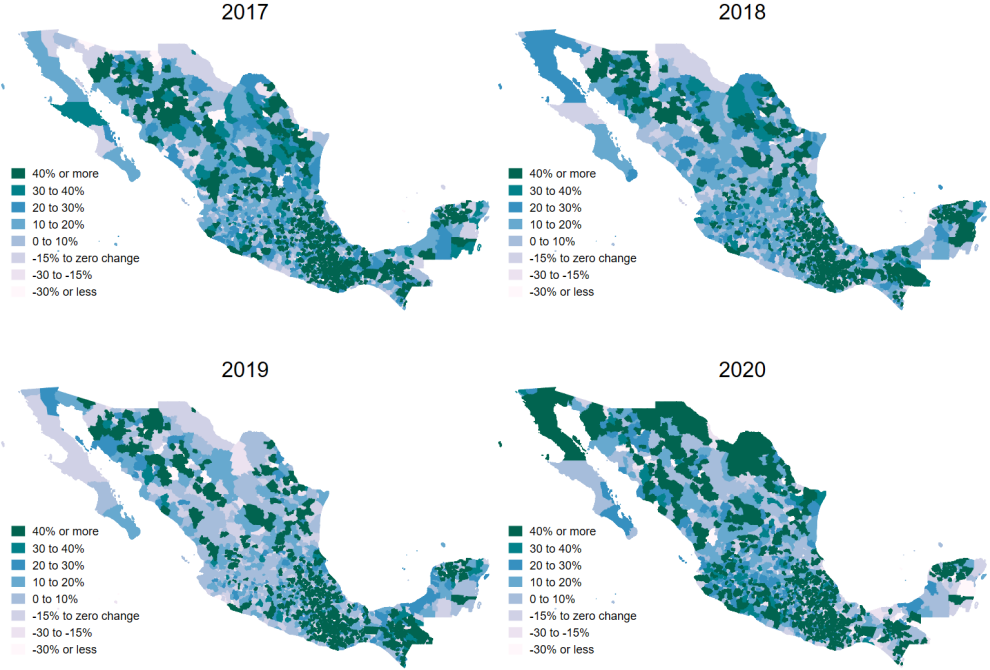 2017
2018
40% or more
30 to 40%
20 to 30%
10 to 20%
0 to 10%
-15% to zero change
-30 to -15%
-30% or less
40% or more
30 to 40%
20 to 30%
10 to 20%
0 to 10%
-15% to zero change
-30 to -15%
-30% or less
2019
2020
40% or more
30 to 40%
20 to 30%
10 to 20%
0 to 10%
-15% to zero change
-30 to -15%
-30% or less
40% or more
30 to 40%
20 to 30%
10 to 20%
0 to 10%
-15% to zero change
-30 to -15%
-30% or less